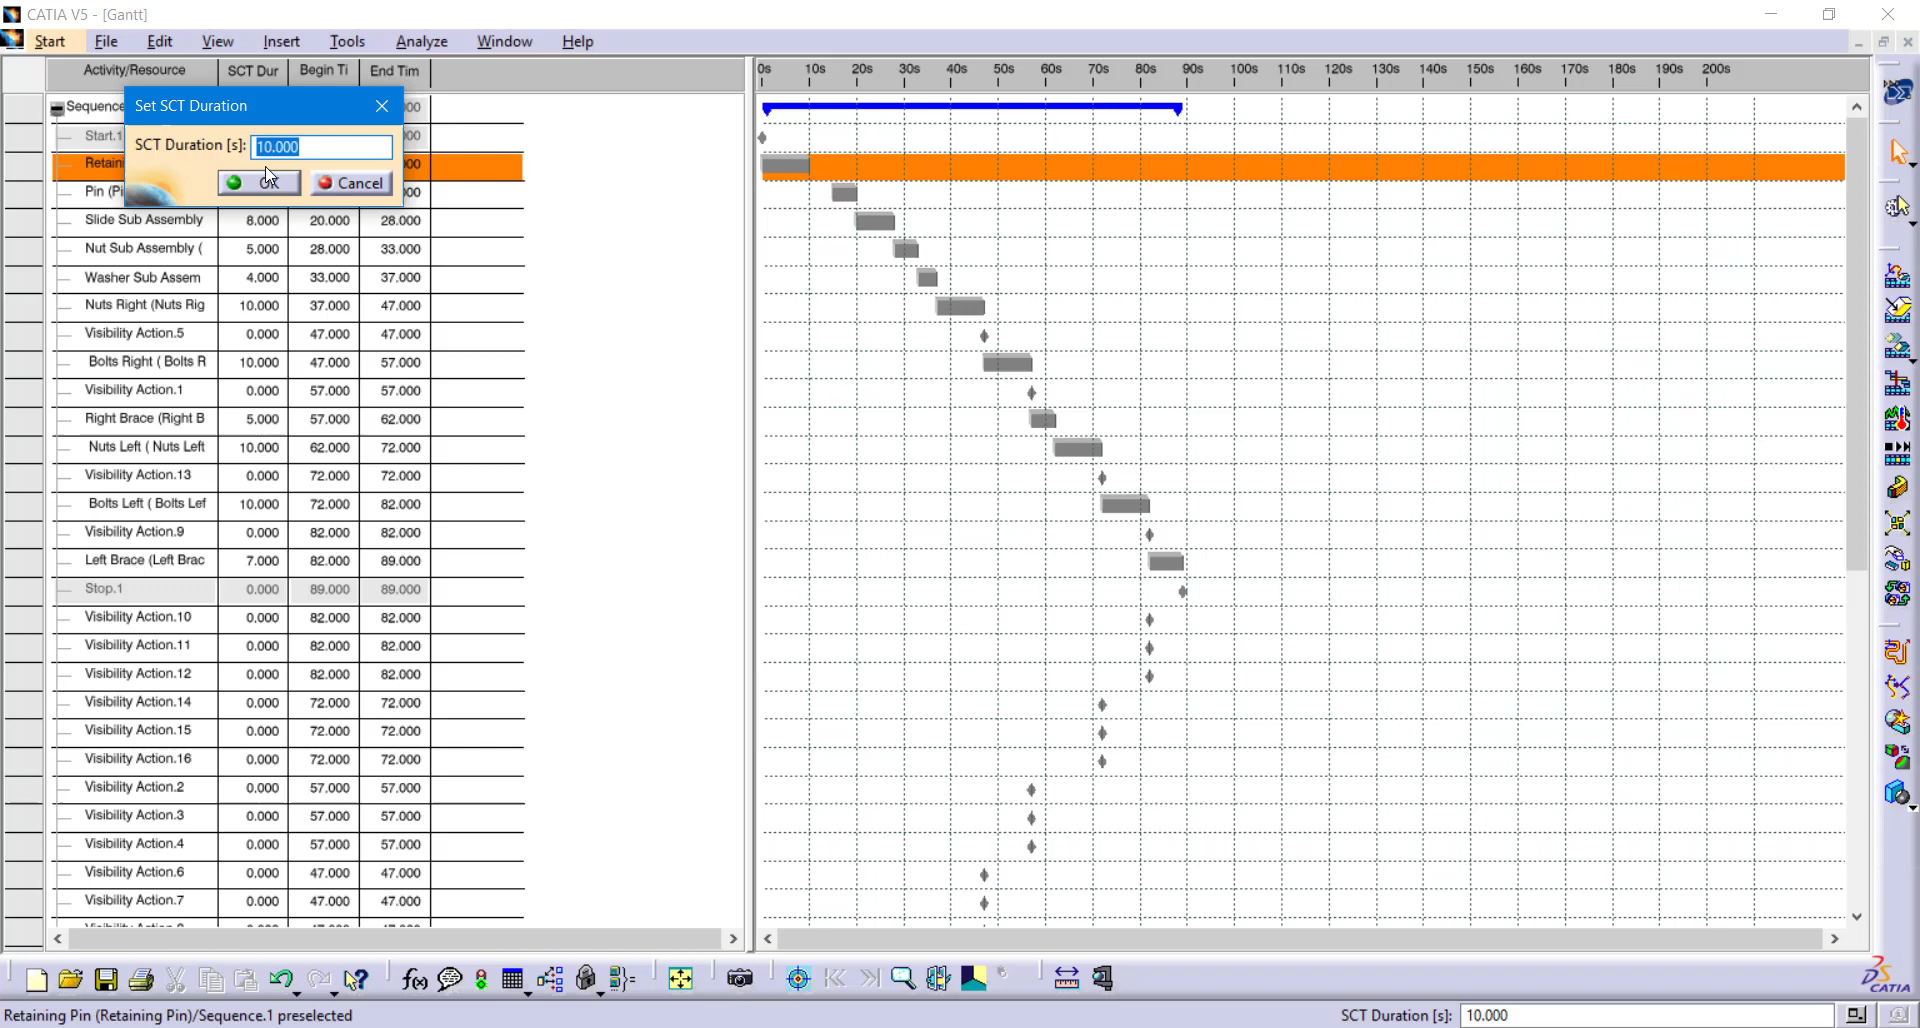 CATIA V5 - [Gantt]
Start File Edit View Insert Tools Analyze Window Help
Activity/Resource SCT Dur Begin Ti End Tim
0s 10s 20s 30s 40s 50s 60s 70s 80s 90s 100s 110s 120s 130s 140s 150s 160s 170s 180s 190s 200s
Sequence
Set SCT Duration
SCT Duration [s]: 10.000
OK Cancel
Start.1
Retain
Pin (Pi
Slide Sub Assembly 8.000 20.000 28.000
Nut Sub Assembly ( 5.000 28.000 33.000
Washer Sub Assem 4.000 33.000 37.000
Nuts Right (Nuts Rig 10.000 37.000 47.000
Visibility Action.5 0.000 47.000 47.000
Bolts Right ( Bolts R 10.000 47.000 57.000
Visibility Action.1 0.000 57.000 57.000
Right Brace (Right B 5.000 57.000 62.000
Nuts Left ( Nuts Left 10.000 62.000 72.000
Visibility Action.13 0.000 72.000 72.000
Bolts Left ( Bolts Lef 10.000 72.000 82.000
Visibility Action.9 0.000 82.000 82.000
Left Brace (Left Brac 7.000 82.000 89.000
Stop.1 0.000 89.000 89.000
Visibility Action.10 0.000 82.000 82.000
Visibility Action.11 0.000 82.000 82.000
Visibility Action.12 0.000 82.000 82.000
Visibility Action.14 0.000 72.000 72.000
Visibility Action.15 0.000 72.000 72.000
Visibility Action.16 0.000 72.000 72.000
Visibility Action.2 0.000 57.000 57.000
Visibility Action.3 0.000 57.000 57.000
Visibility Action.4 0.000 57.000 57.000
Visibility Action.6 0.000 47.000 47.000
Visibility Action.7 0.000 47.000 47.000
f(x)
CATIA
Retaining Pin (Retaining Pin)/Sequence.1 preselected
SCT Duration [s]: 10.000